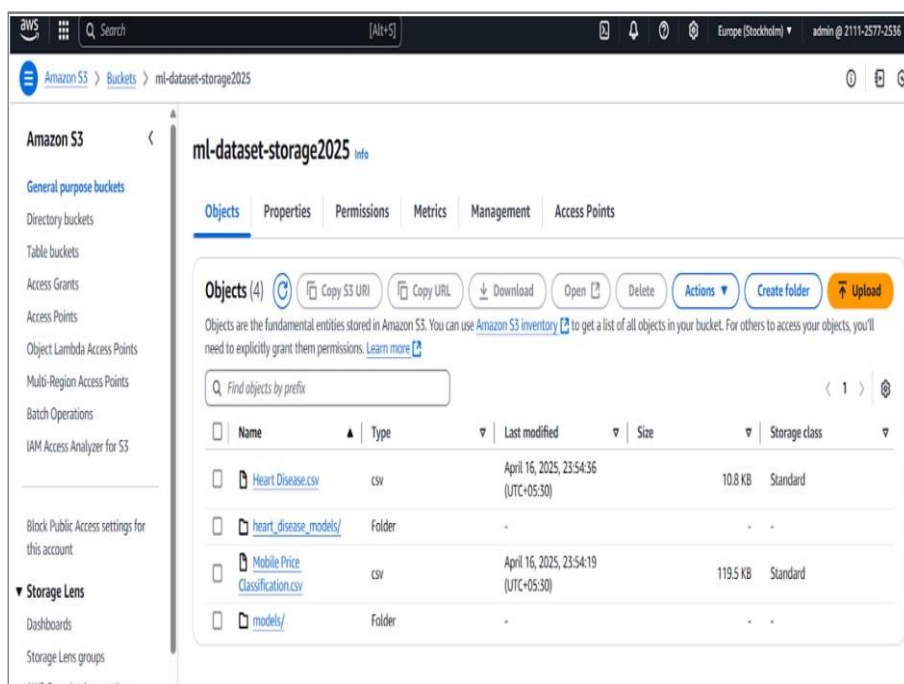 aws Search [Alt+S] Europe (Stockholm) ▼ admin @ 2111-2577-2536
Amazon S3 > Buckets > ml-dataset-storage2025
Amazon S3
General purpose buckets
Directory buckets
Table buckets
Access Grants
Access Points
Object Lambda Access Points
Multi-Region Access Points
Batch Operations
IAM Access Analyzer for S3
Block Public Access settings for
this account
▼ Storage Lens
Dashboards
Storage Lens groups
ml-dataset-storage2025 Info
Objects Properties Permissions Metrics Management Access Points
Objects (4) Copy S3 URI Copy URL Download Open Delete Actions ▼ Create folder Upload
Objects are the fundamental entities stored in Amazon S3. You can use Amazon S3 inventory to get a list of all objects in your bucket. For others to access your objects, you'll
need to explicitly grant them permissions. Learn more
Find objects by prefix < 1 >
Name Type Last modified Size Storage class
Heart Disease.csv csv April 16, 2025, 23:54:36 (UTC+05:30) 10.8 KB Standard
heart_disease_models/ Folder - - -
Mobile Price Classification.csv csv April 16, 2025, 23:54:19 (UTC+05:30) 119.5 KB Standard
models/ Folder - - -